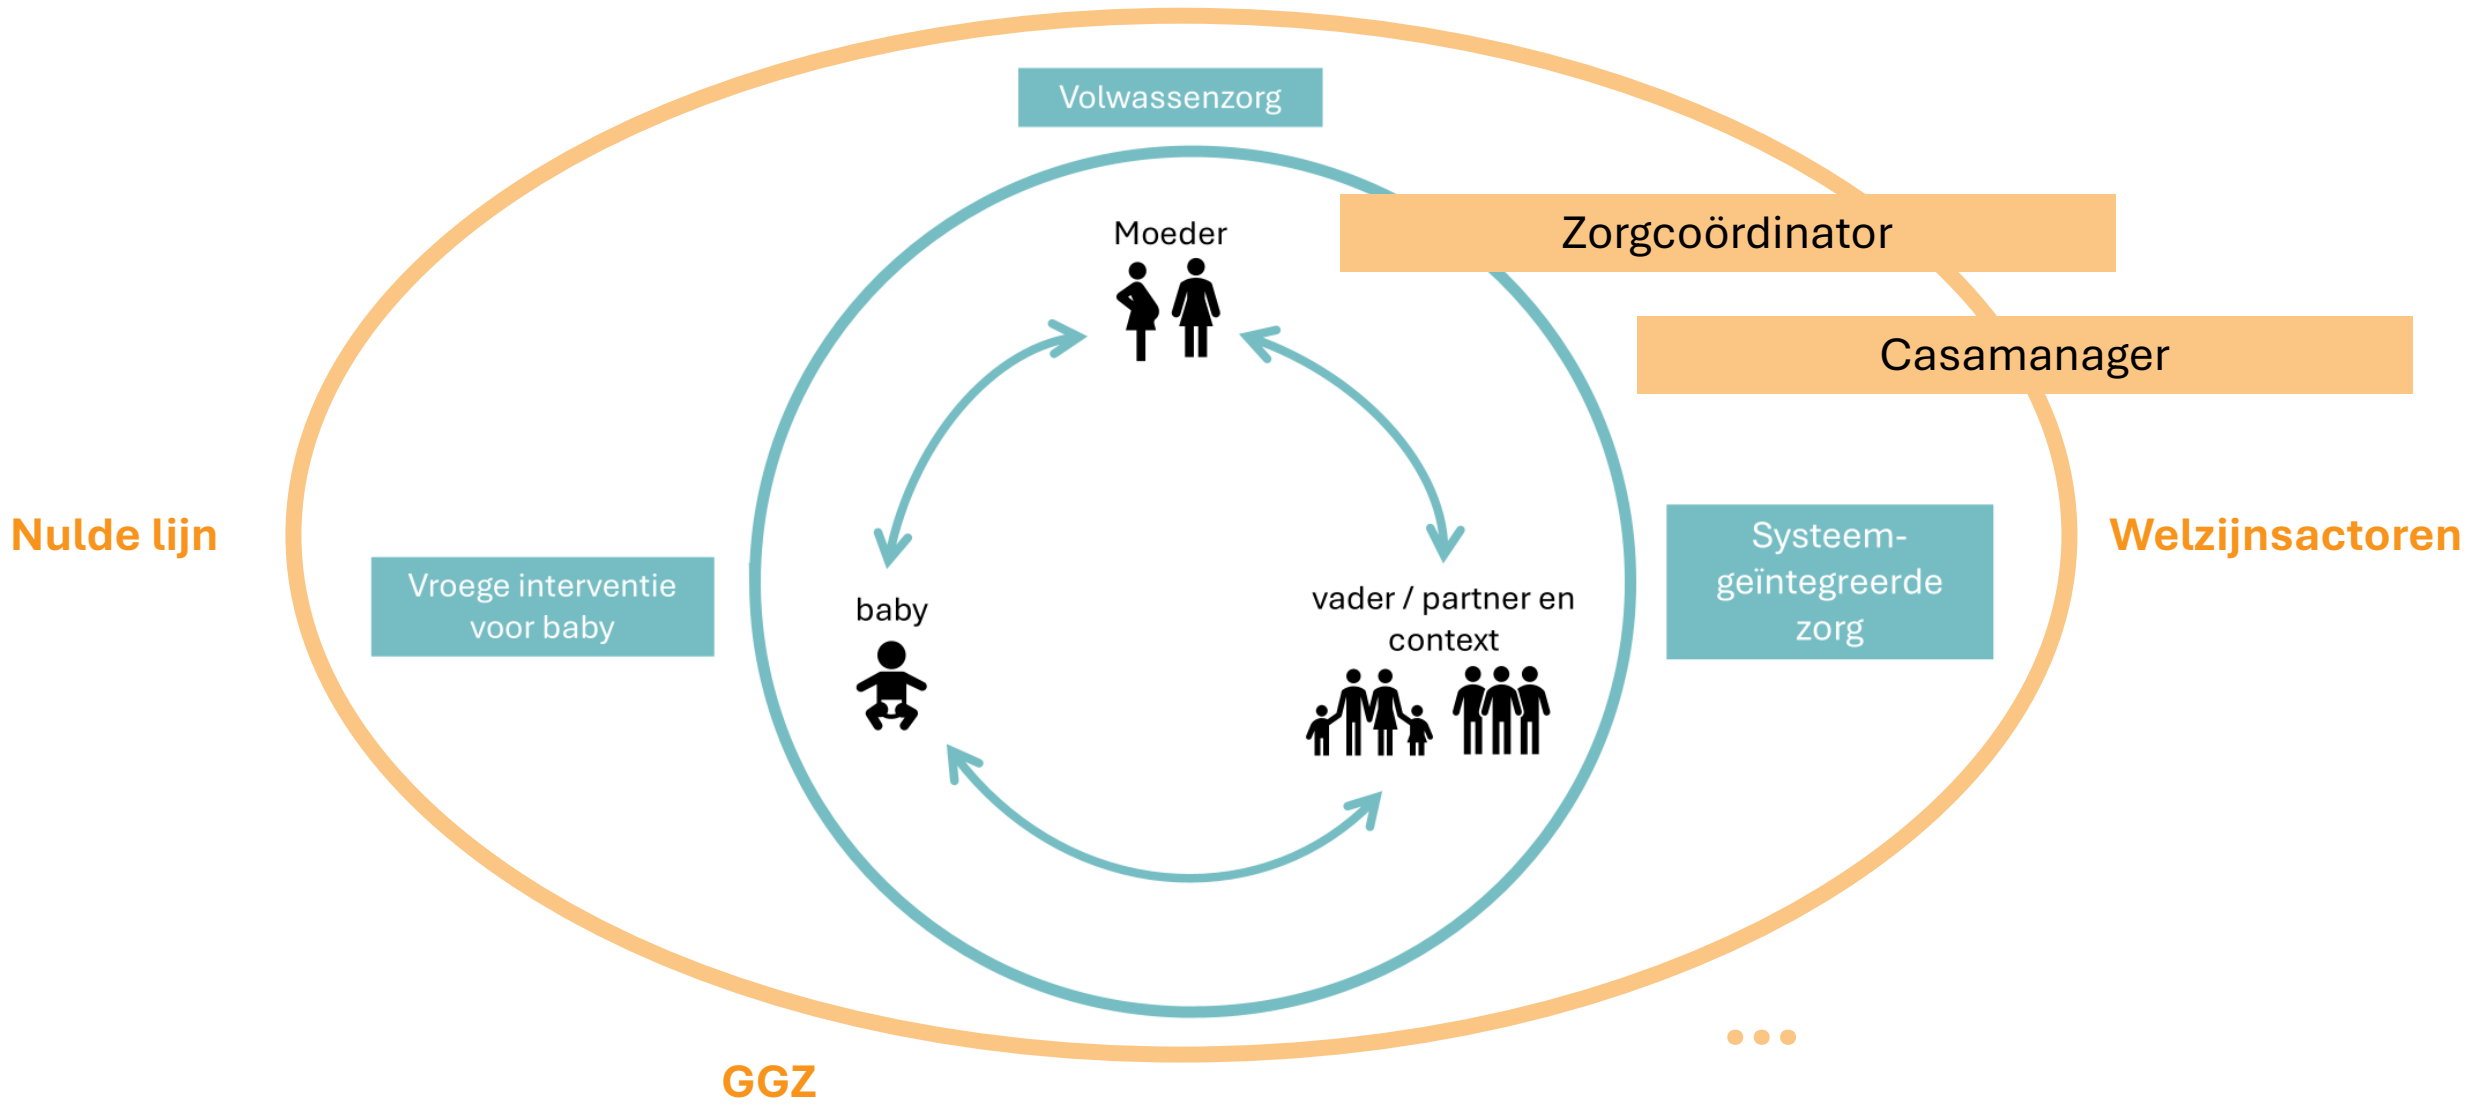 Volwassenzorg
Moeder
Zorgcoördinator
Casamanager
Nulde lijn
Vroege interventie
voor baby
baby
vader / partner en
context
Systeem-
geïntegreerde
zorg
Welzijnsactoren
GGZ
...